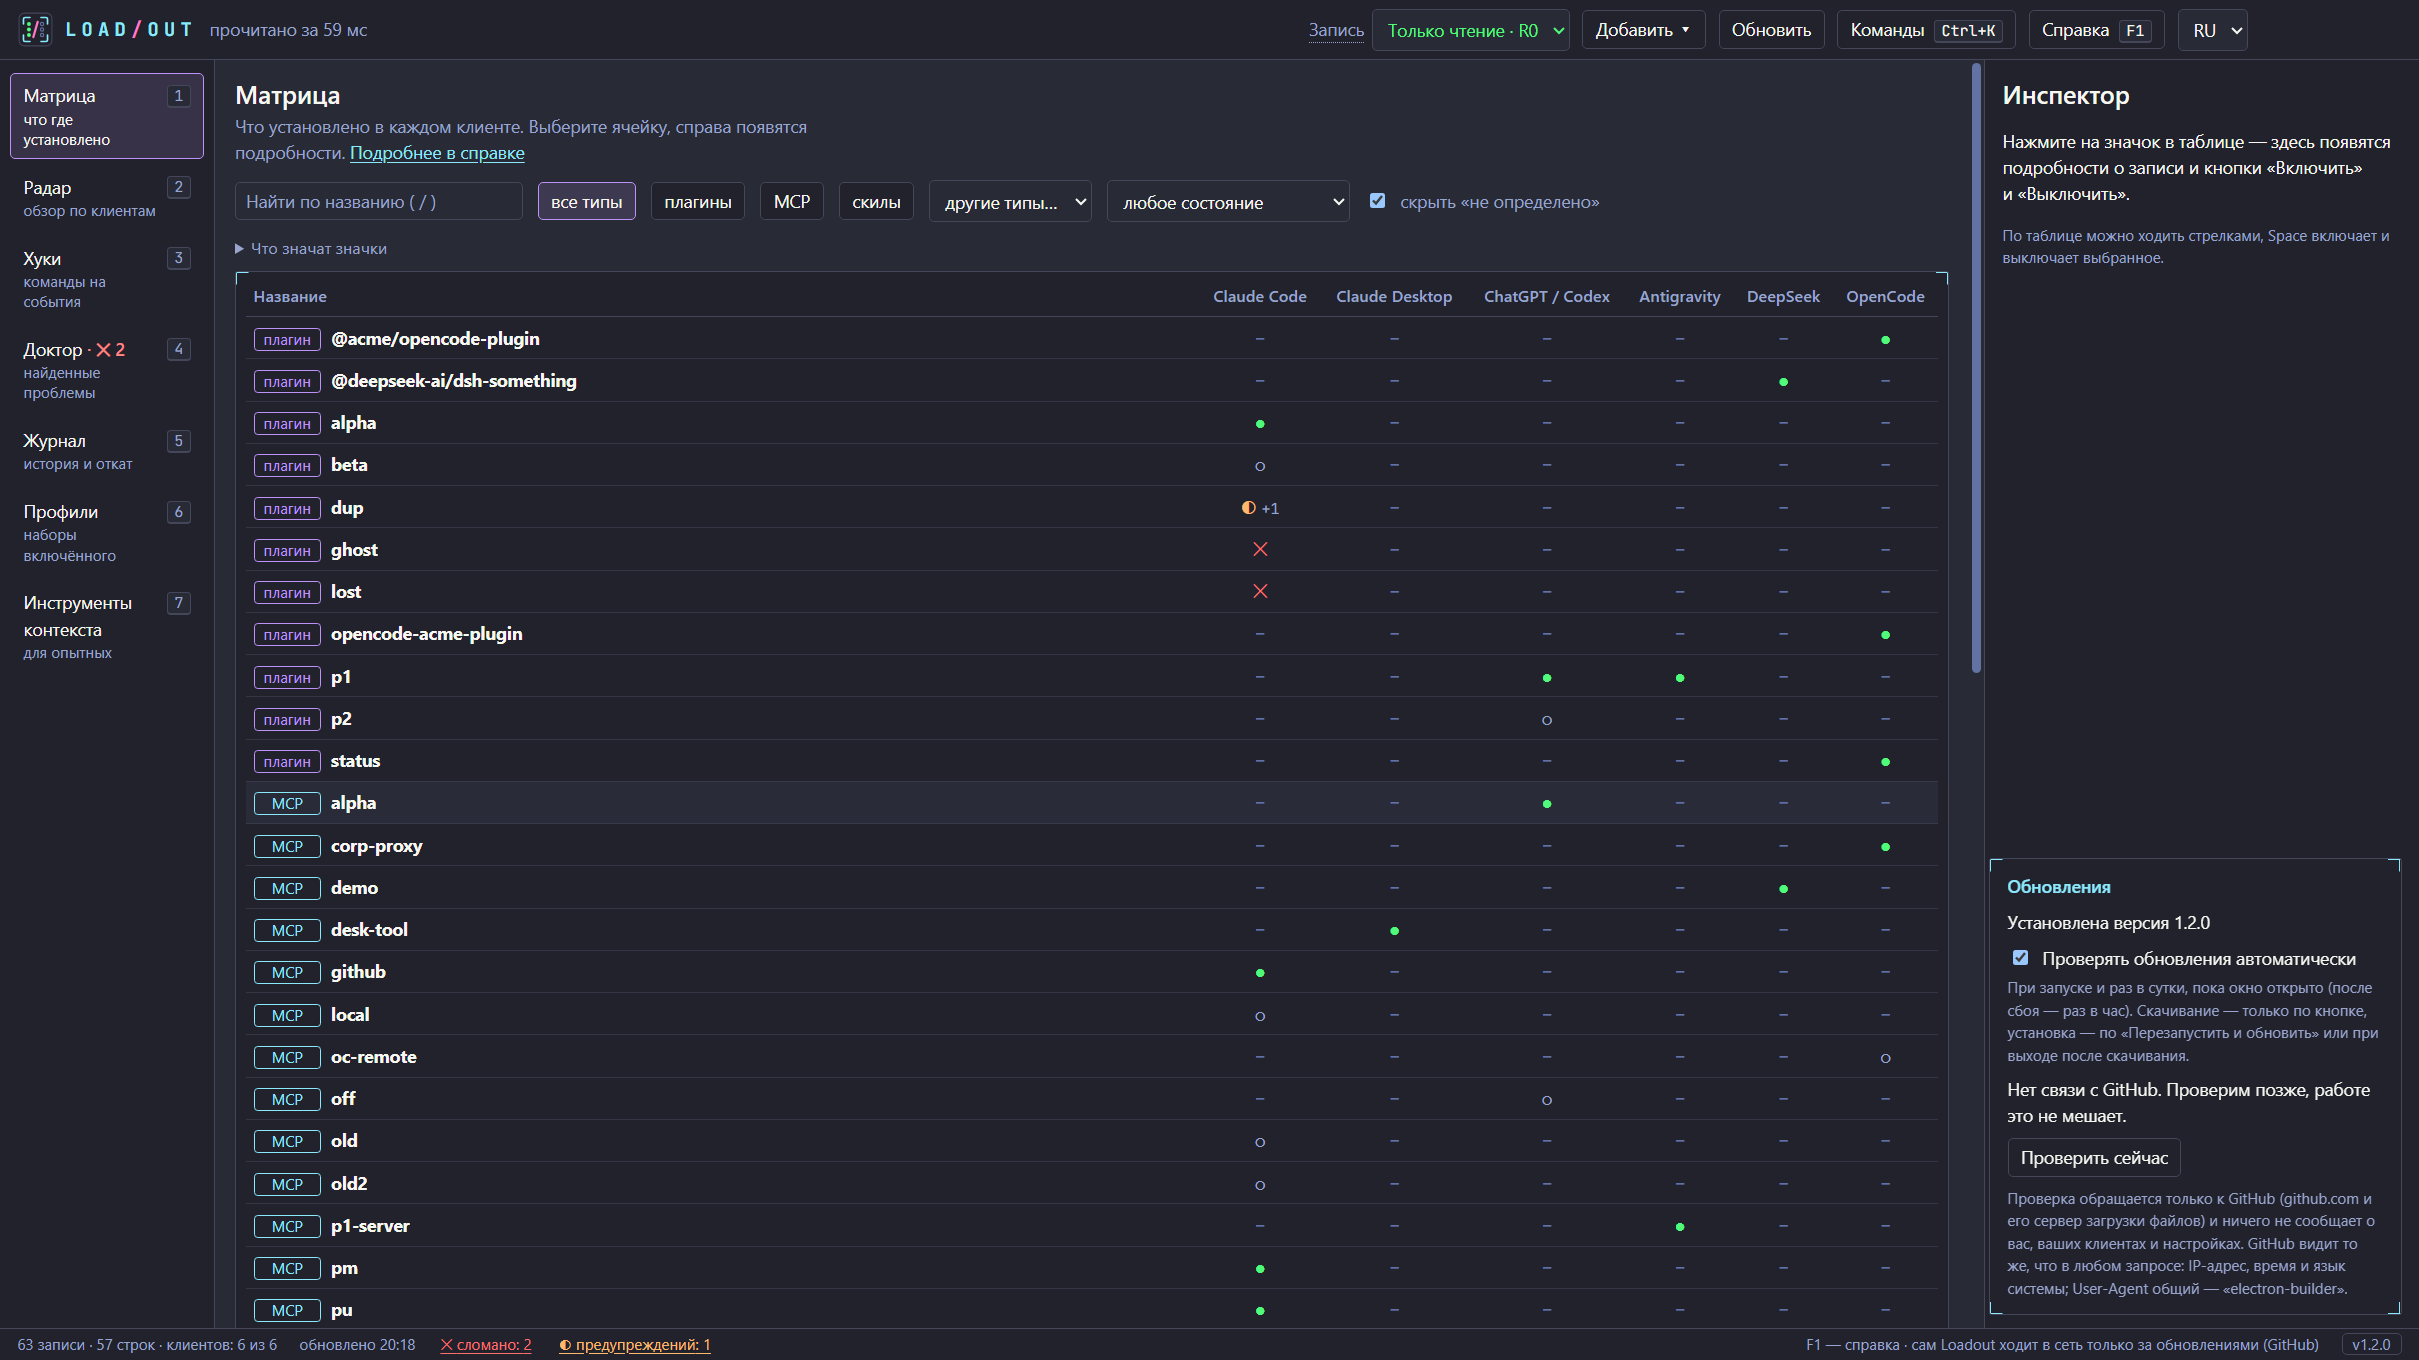 LOAD/OUT прочитано за 59 мс
Запись Только чтение · R0 Добавить ▾ Обновить Команды Ctrl+K Справка F1 RU
Матрица 1
что где
установлено
Радар 2
обзор по клиентам
Хуки 3
команды на
события
Доктор · ✕ 2 4
найденные
проблемы
Журнал 5
история и откат
Профили 6
наборы
включённого
Инструменты 7
контекста
для опытных
Матрица
Что установлено в каждом клиенте. Выберите ячейку, справа появятся
подробности. Подробнее в справке
Найти по названию ( / ) все типы плагины MCP скилы другие типы... любое состояние скрыть «не определено»
▶ Что значат значки
Название Claude Code Claude Desktop ChatGPT / Codex Antigravity DeepSeek OpenCode
плагин @acme/opencode-plugin – – – – – ●
плагин @deepseek-ai/dsh-something – – – – ● –
плагин alpha ● – – – – –
плагин beta ○ – – – – –
плагин dup ◐ +1 – – – – –
плагин ghost ✕ – – – – –
плагин lost ✕ – – – – –
плагин opencode-acme-plugin – – – – – ●
плагин p1 – – ● ● – –
плагин p2 – – ○ – – –
плагин status – – – – – ●
MCP alpha – – ● – – –
MCP corp-proxy – – – – – ●
MCP demo – – – – ● –
MCP desk-tool – ● – – – –
MCP github ● – – – – –
MCP local ○ – – – – –
MCP oc-remote – – – – – ○
MCP off – – ○ – – –
MCP old ○ – – – – –
MCP old2 ○ – – – – –
MCP p1-server – – – ● – –
MCP pm ● – – – – –
MCP pu ● – – – – –
Инспектор
Нажмите на значок в таблице — здесь появятся
подробности о записи и кнопки «Включить»
и «Выключить».
По таблице можно ходить стрелками, Space включает и
выключает выбранное.
Обновления
Установлена версия 1.2.0
Проверять обновления автоматически
При запуске и раз в сутки, пока окно открыто (после
сбоя — раз в час). Скачивание — только по кнопке,
установка — по «Перезапустить и обновить» или при
выходе после скачивания.
Нет связи с GitHub. Проверим позже, работе
это не мешает.
Проверить сейчас
Проверка обращается только к GitHub (github.com и
его сервер загрузки файлов) и ничего не сообщает о
вас, ваших клиентах и настройках. GitHub видит то
же, что в любом запросе: IP-адрес, время и язык
системы; User-Agent общий — «electron-builder».
63 записи · 57 строк · клиентов: 6 из 6 обновлено 20:18 ✕ сломано: 2 ◐ предупреждений: 1 F1 — справка · сам Loadout ходит в сеть только за обновлениями (GitHub) v1.2.0